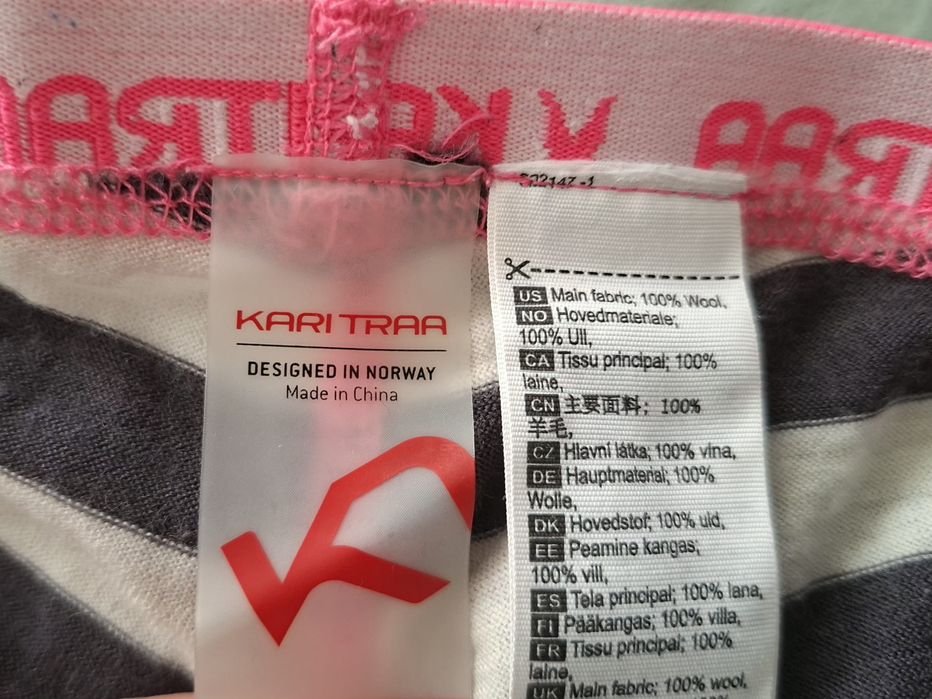 KARI TRAA
DESIGNED IN NORWAY
Made in China
US Main fabric; 100% Wool,
NO Hovedmateriale;
100% Ull,
CA Tissu principal; 100%
laine,
CN 主要面料; 100%
羊毛,
CZ Hlavní látka; 100% vlna,
DE Hauptmaterial; 100%
Wolle,
DK Hovedstof; 100% uld,
EE Peamine kangas;
100% vill,
ES Tela principal; 100% lana,
FI Pääkangas; 100% villa,
FR Tissu principal; 100%
laine,
UK Main fabric; 100% wool,